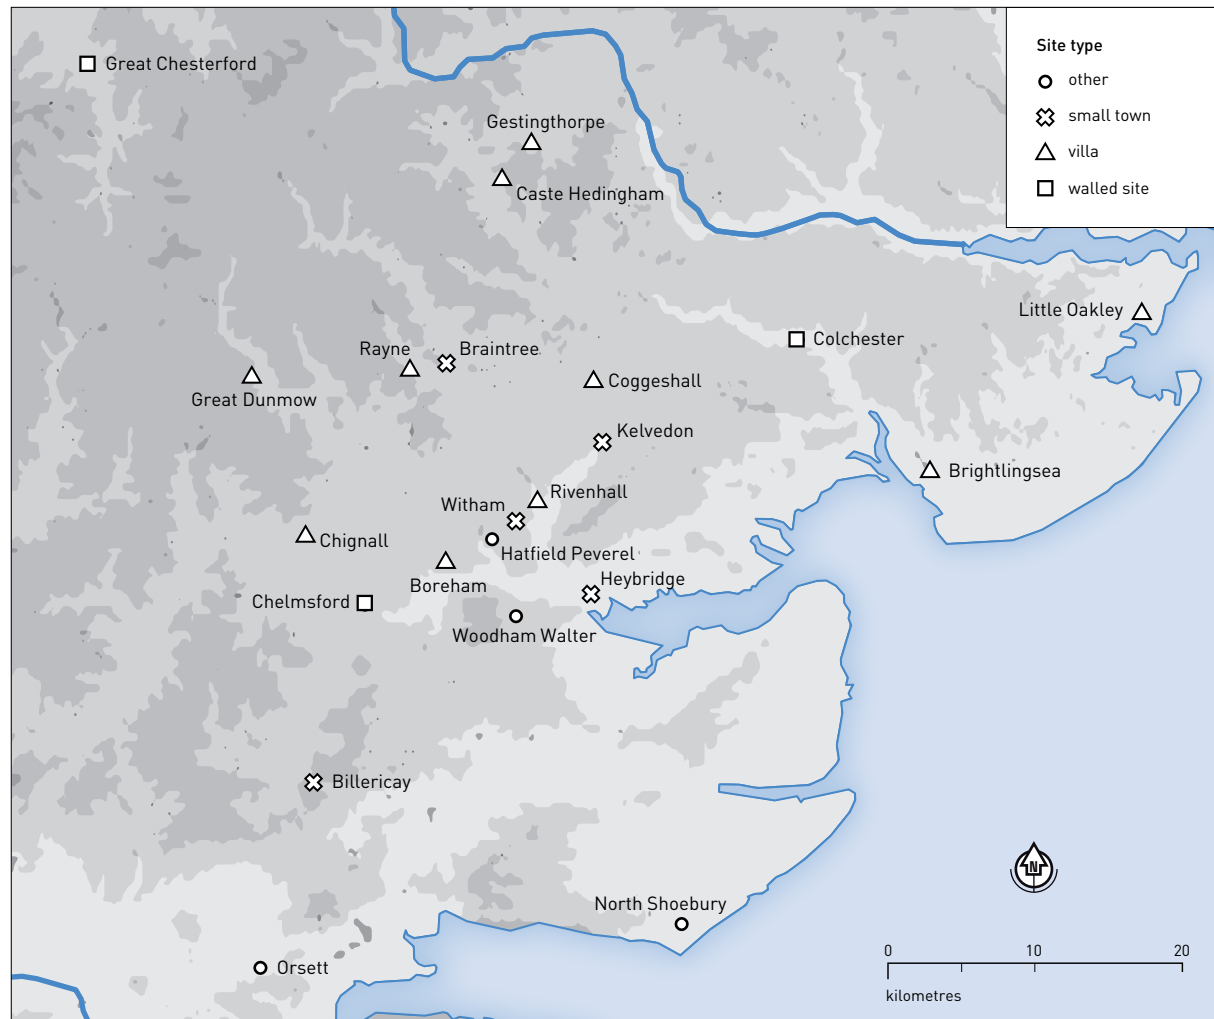 Site type
other
small town
villa
walled site
Great Chesterford
Gestingthorpe
Caste Hedingham
Little Oakley
Colchester
Rayne
Braintree
Great Dunmow
Coggeshall
Kelvedon
Brightlingsea
Rivenhall
Witham
Chignall
Hatfield Peverel
Boreham
Heybridge
Chelmsford
Woodham Walter
Billericay
North Shoebury
Orsett
N
0 10 20
kilometres